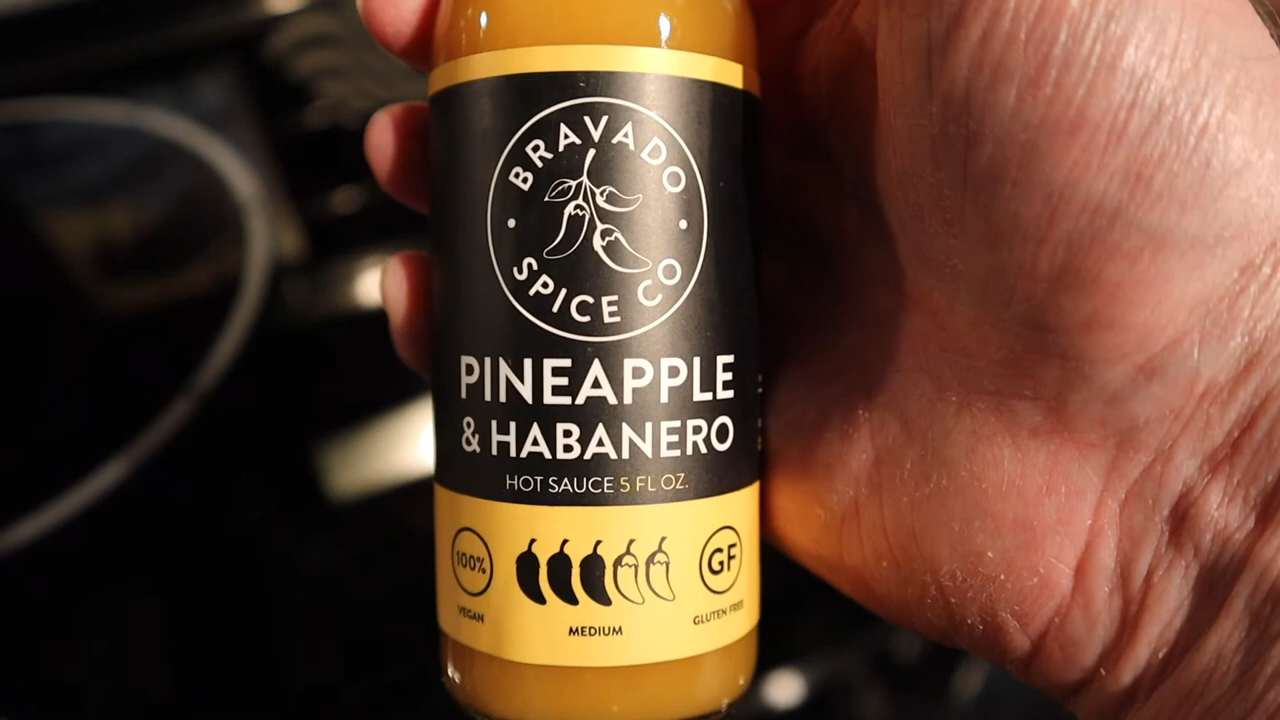 BRAVADO
SPICE CO
PINEAPPLE
& HABANERO
HOT SAUCE 5 FL OZ.
100%
VEGAN
MEDIUM
GF
GLUTEN FREE